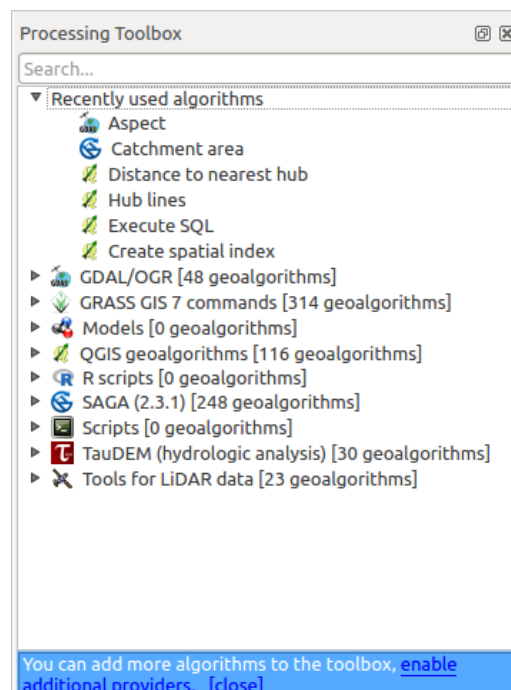 Processing Toolbox
Search...
Recently used algorithms
Aspect
Catchment area
Distance to nearest hub
Hub lines
Execute SQL
Create spatial index
GDAL/OGR [48 geoalgorithms]
GRASS GIS 7 commands [314 geoalgorithms]
Models [0 geoalgorithms]
QGIS geoalgorithms [116 geoalgorithms]
R scripts [0 geoalgorithms]
SAGA (2.3.1) [248 geoalgorithms]
Scripts [0 geoalgorithms]
TauDEM (hydrologic analysis) [30 geoalgorithms]
Tools for LiDAR data [23 geoalgorithms]
You can add more algorithms to the toolbox, enable
additional providers. [close]